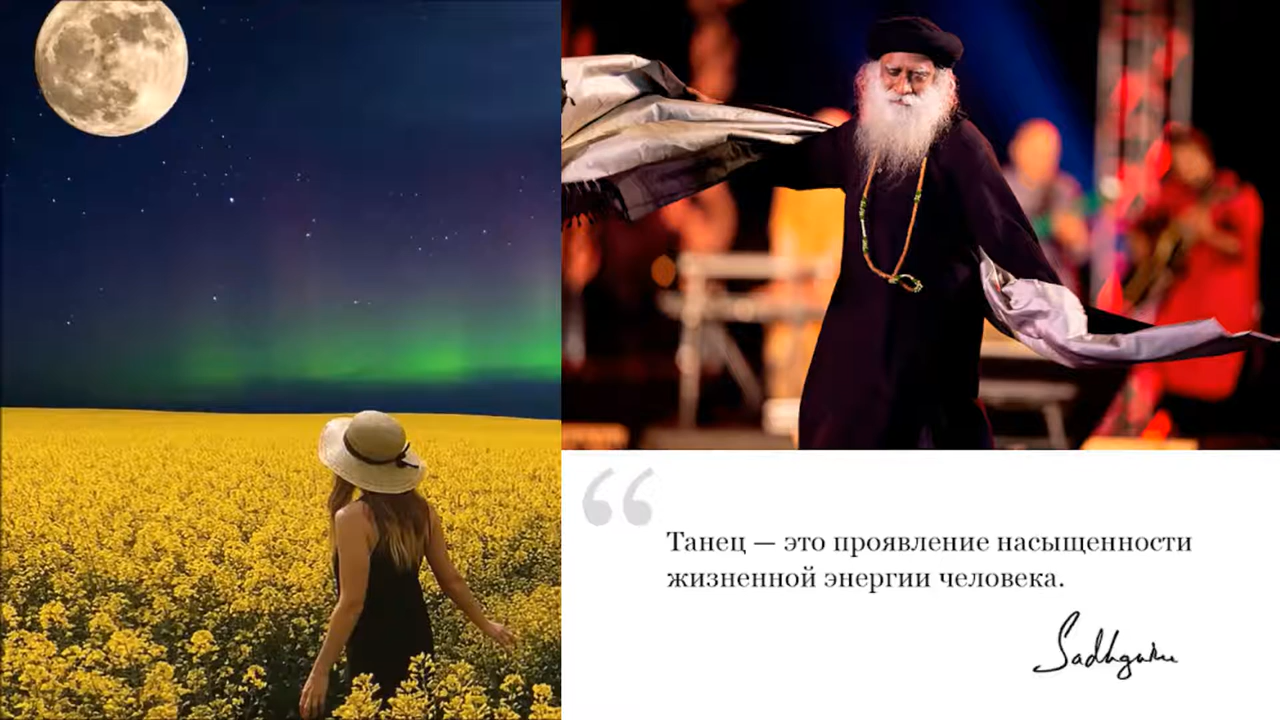 “
Танец — это проявление насыщенности
жизненной энергии человека.
Sadhguru